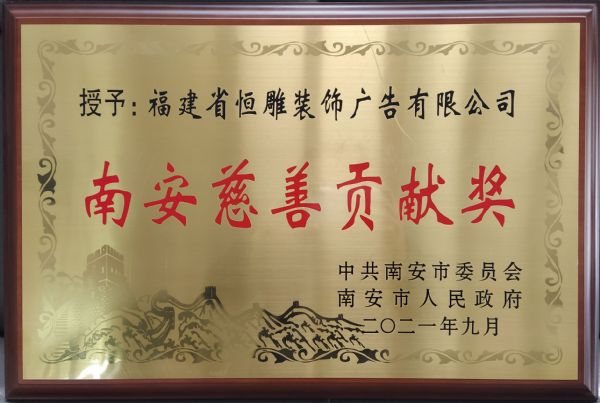 授予：福建省恒雕装饰广告有限公司
南安慈善贡献奖
中共南安市委员会
南安市人民政府
二〇二一年九月